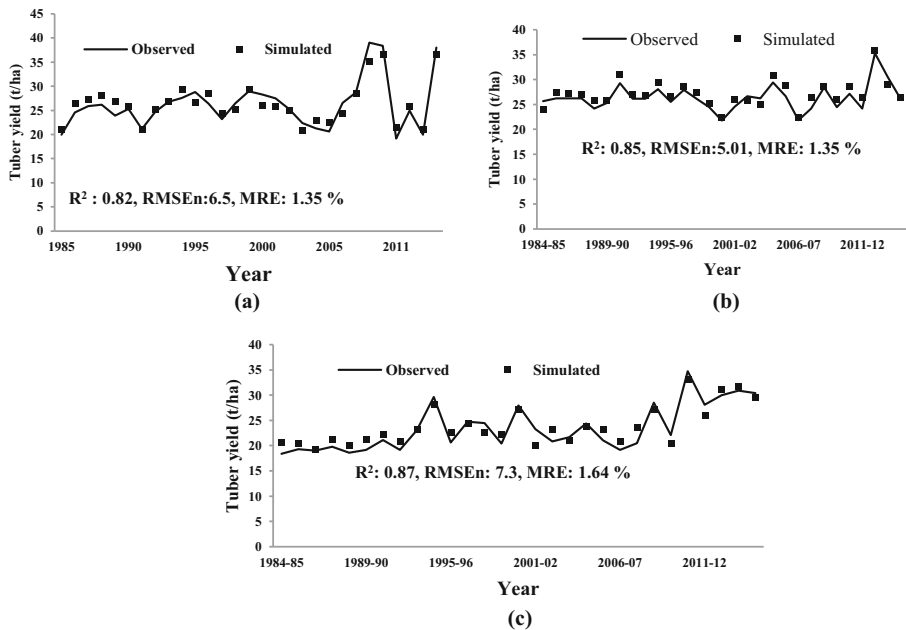 Tuber yield (t/ha)
40
35
30
25
20
15
10
5
0
Observed
Simulated
R² : 0.82, RMSEn:6.5, MRE: 1.35 %
1985
1990
1995
2000
2005
2011
Year
(a)
Tuber yield (t/ha)
40
35
30
25
20
15
10
5
0
Observed
Simulated
R²: 0.85, RMSEn:5.01, MRE: 1.35 %
1984-85
1989-90
1995-96
2001-02
2006-07
2011-12
Year
(b)
Tuber yield (t/ha)
40
35
30
25
20
15
10
5
0
Observed
Simulated
R²: 0.87, RMSEn: 7.3, MRE: 1.64 %
1984-85
1989-90
1995-96
2001-02
2006-07
2011-12
Year
(c)